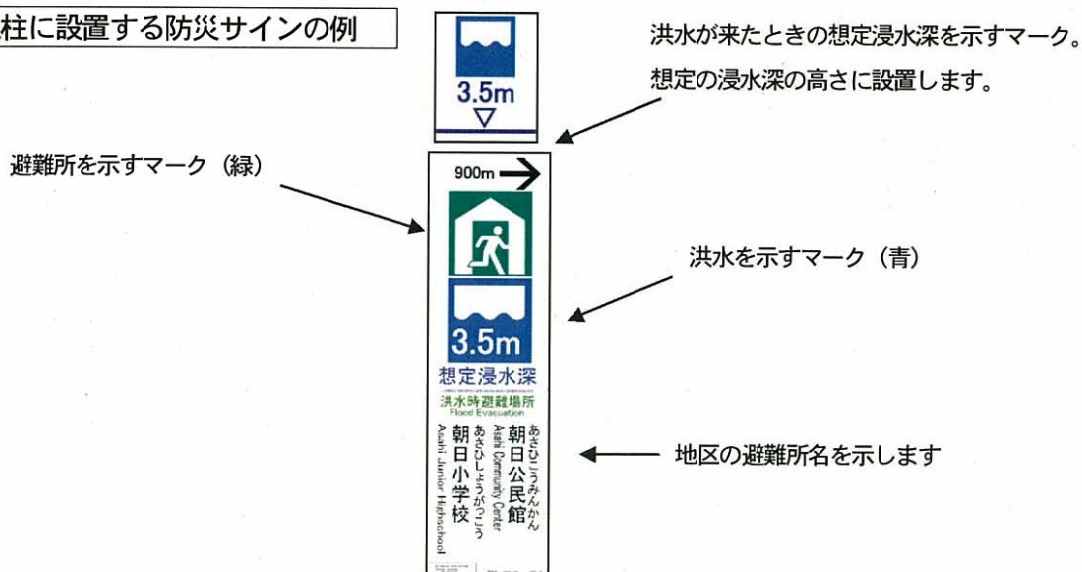 柱に設置する防災サインの例
3.5m
洪水が来たときの想定浸水深を示すマーク。
想定の浸水深の高さに設置します。
避難所を示すマーク（緑）
900m
洪水を示すマーク（青）
3.5m
想定浸水深
洪水時避難場所
Flood Evacuation
あさひこうみんかん
朝日公民館
Asahi Community Center
あさひしょうがっこう
朝日小学校
Asahi Junior Highschool
地区の避難所名を示します